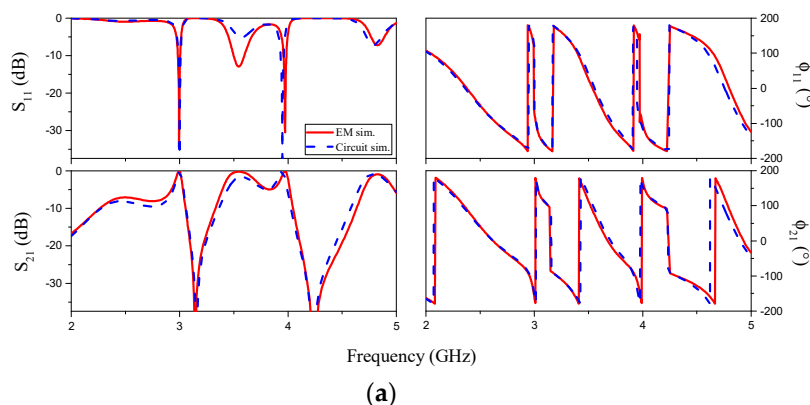 0
-10
-20
-30
S11 (dB)
EM sim.
Circuit sim.
200
100
0
-100
-200
ϕ11 (°)
0
-10
-20
-30
S21 (dB)
200
100
0
-100
-200
ϕ21 (°)
2 3 4 5
2 3 4 5
Frequency (GHz)
(a)